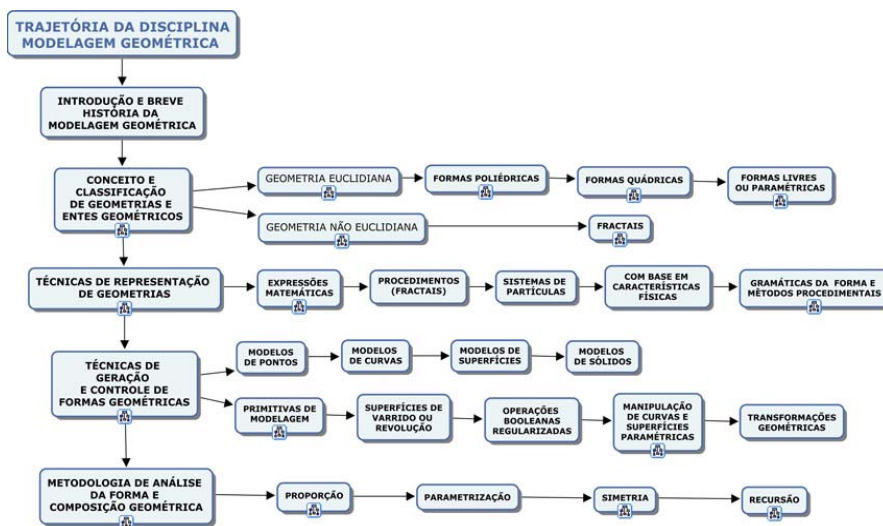 TRAJETÓRIA DA DISCIPLINA
MODELAGEM GEOMÉTRICA
INTRODUÇÃO E BREVE
HISTÓRIA DA
MODELAGEM GEOMÉTRICA
CONCEITO E
CLASSIFICAÇÃO
DE GEOMETRIAS E
ENTES GEOMÉTRICOS
GEOMETRIA EUCLIDIANA
FORMAS POLIÉDRICAS
FORMAS QUÁDRICAS
FORMAS LIVRES
OU PARAMÉTRICAS
GEOMETRIA NÃO EUCLIDIANA
FRACTAIS
TÉCNICAS DE REPRESENTAÇÃO
DE GEOMETRIAS
EXPRESSÕES
MATEMÁTICAS
PROCEDIMENTOS
(FRACTAIS)
SISTEMAS DE
PARTÍCULAS
COM BASE EM
CARACTERÍSTICAS
FÍSICAS
GRAMÁTICAS DA FORMA E
MÉTODOS PROCEDIMENTAIS
TÉCNICAS DE
GERAÇÃO
E CONTROLE DE
FORMAS GEOMÉTRICAS
MODELOS
DE PONTOS
MODELOS
DE CURVAS
MODELOS DE
SUPERFÍCIES
MODELOS
DE SÓLIDOS
PRIMITIVAS DE
MODELAGEM
SUPERFÍCIES DE
VARRIDO OU
REVOLUÇÃO
OPERAÇÕES
BOOLEANAS
REGULARIZADAS
MANIPULAÇÃO
DE CURVAS E
SUPERFÍCIES
PARAMÉTRICAS
TRANSFORMAÇÕES
GEOMÉTRICAS
METODOLOGIA DE ANÁLISE
DA FORMA E
COMPOSIÇÃO GEOMÉTRICA
PROPORÇÃO
PARAMETRIZAÇÃO
SIMETRIA
RECURSÃO